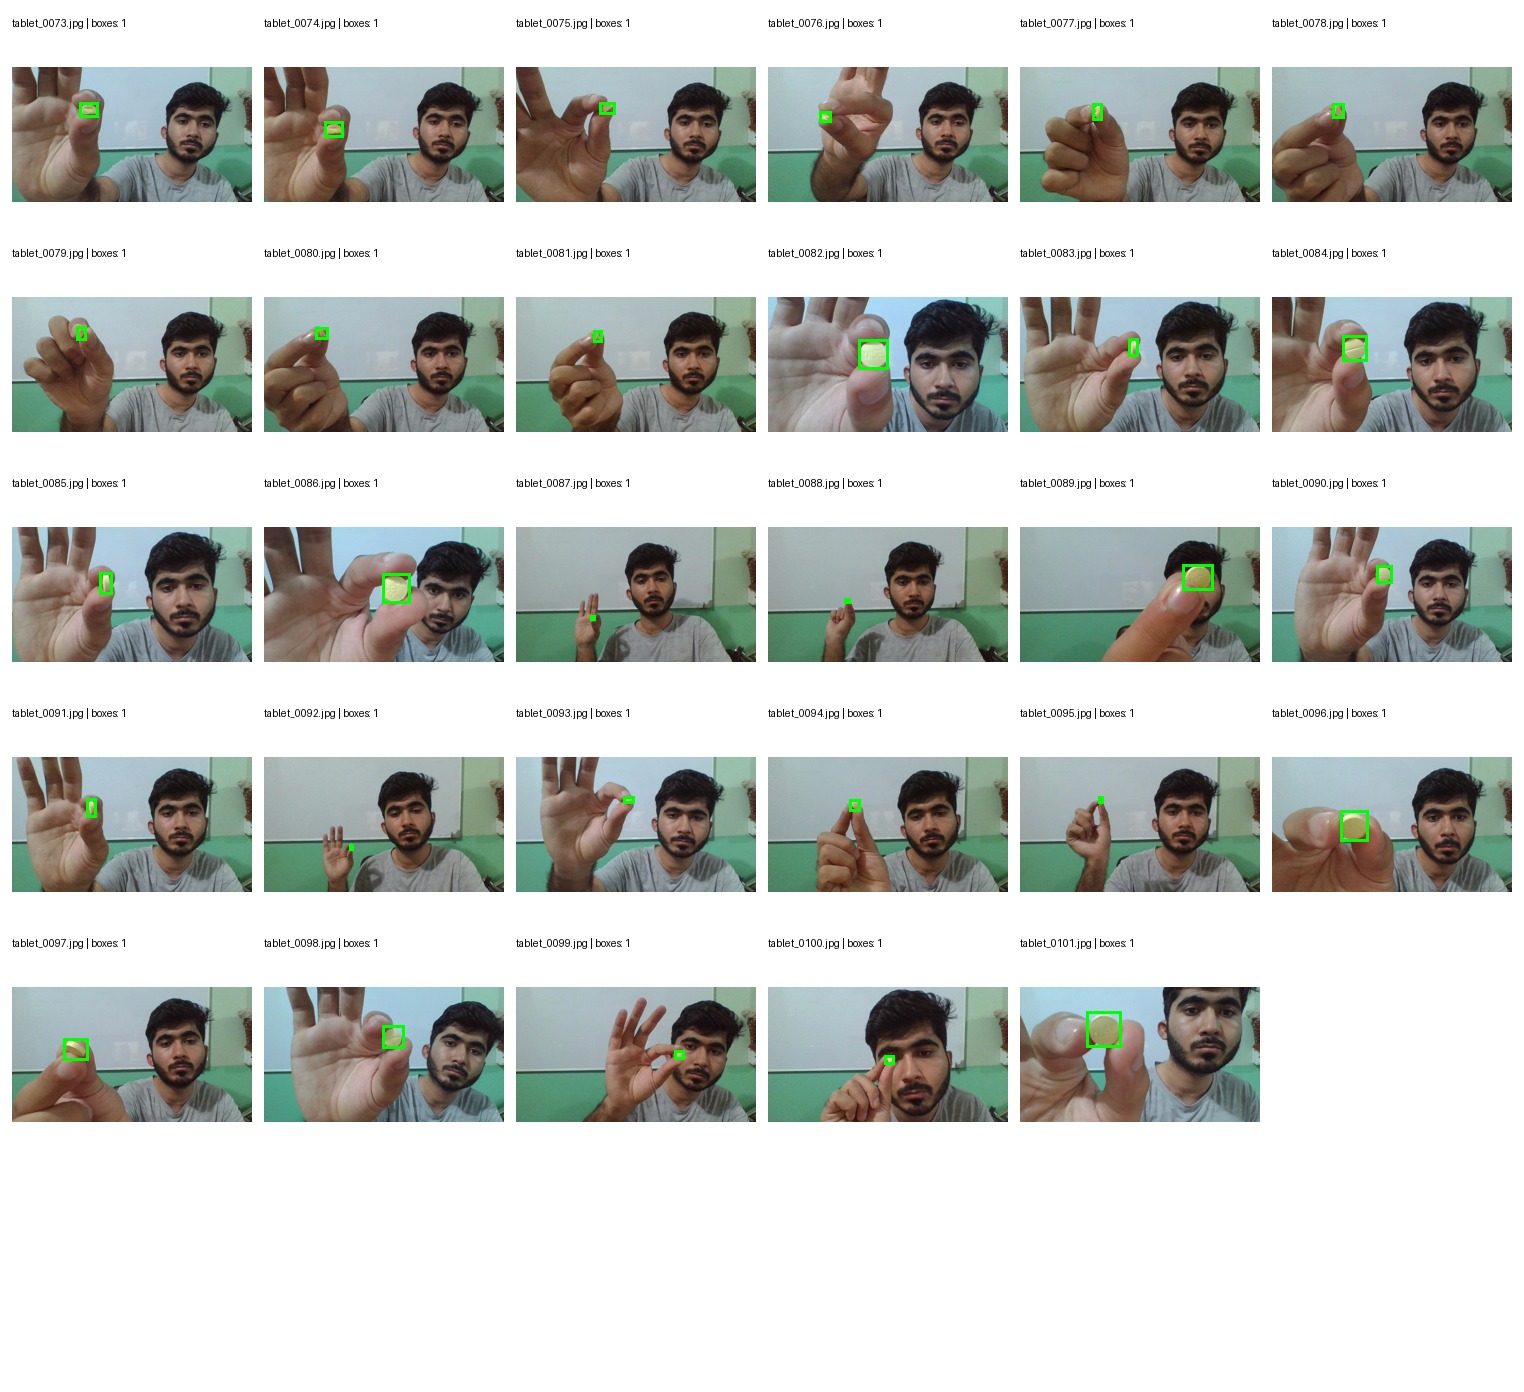 tablet_0073.jpg | boxes: 1
tablet_0074.jpg | boxes: 1
tablet_0075.jpg | boxes: 1
tablet_0076.jpg | boxes: 1
tablet_0077.jpg | boxes: 1
tablet_0078.jpg | boxes: 1
tablet_0079.jpg | boxes: 1
tablet_0080.jpg | boxes: 1
tablet_0081.jpg | boxes: 1
tablet_0082.jpg | boxes: 1
tablet_0083.jpg | boxes: 1
tablet_0084.jpg | boxes: 1
tablet_0085.jpg | boxes: 1
tablet_0086.jpg | boxes: 1
tablet_0087.jpg | boxes: 1
tablet_0088.jpg | boxes: 1
tablet_0089.jpg | boxes: 1
tablet_0090.jpg | boxes: 1
tablet_0091.jpg | boxes: 1
tablet_0092.jpg | boxes: 1
tablet_0093.jpg | boxes: 1
tablet_0094.jpg | boxes: 1
tablet_0095.jpg | boxes: 1
tablet_0096.jpg | boxes: 1
tablet_0097.jpg | boxes: 1
tablet_0098.jpg | boxes: 1
tablet_0099.jpg | boxes: 1
tablet_0100.jpg | boxes: 1
tablet_0101.jpg | boxes: 1